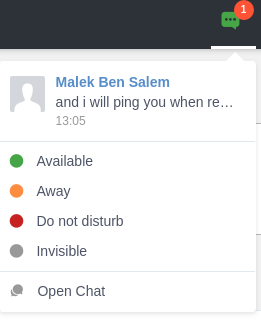 1
Malek Ben Salem
and i will ping you when re…
13:05
Available
Away
Do not disturb
Invisible
Open Chat